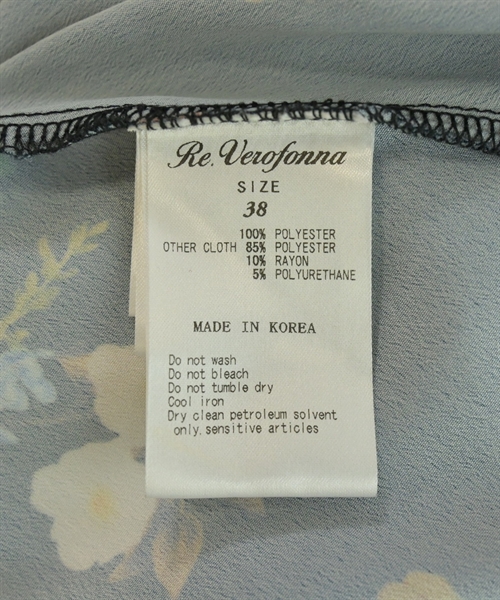 Re. Verofonna
SIZE
38
100% POLYESTER
OTHER CLOTH 85% POLYESTER
10% RAYON
5% POLYURETHANE
MADE IN KOREA
Do not wash
Do not bleach
Do not tumble dry
Cool iron
Dry clean petroleum solvent
only, sensitive articles